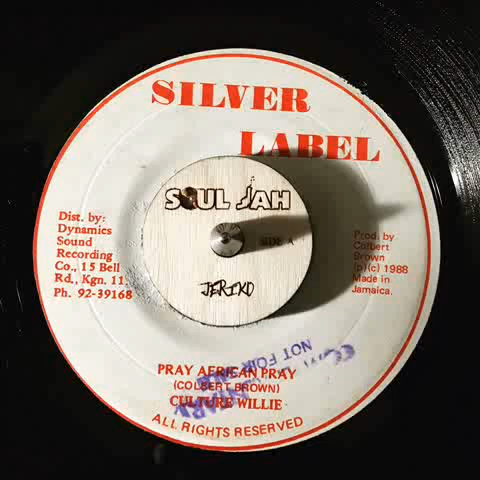 SILVER
LABEL
SOUL JAH
SIDE A
JERIKO
Dist. by:
Dynamics
Sound
Recording
Co., 15 Bell
Rd., Kgn. 11.
Ph. 92-39168
Prod. by
Colbert
Brown
(p)(c) 1988
Made in
Jamaica.
NOT FOR
PRAY AFRICAN PRAY
(COLBERT BROWN)
CULTURE WILLIE
ALL RIGHTS RESERVED